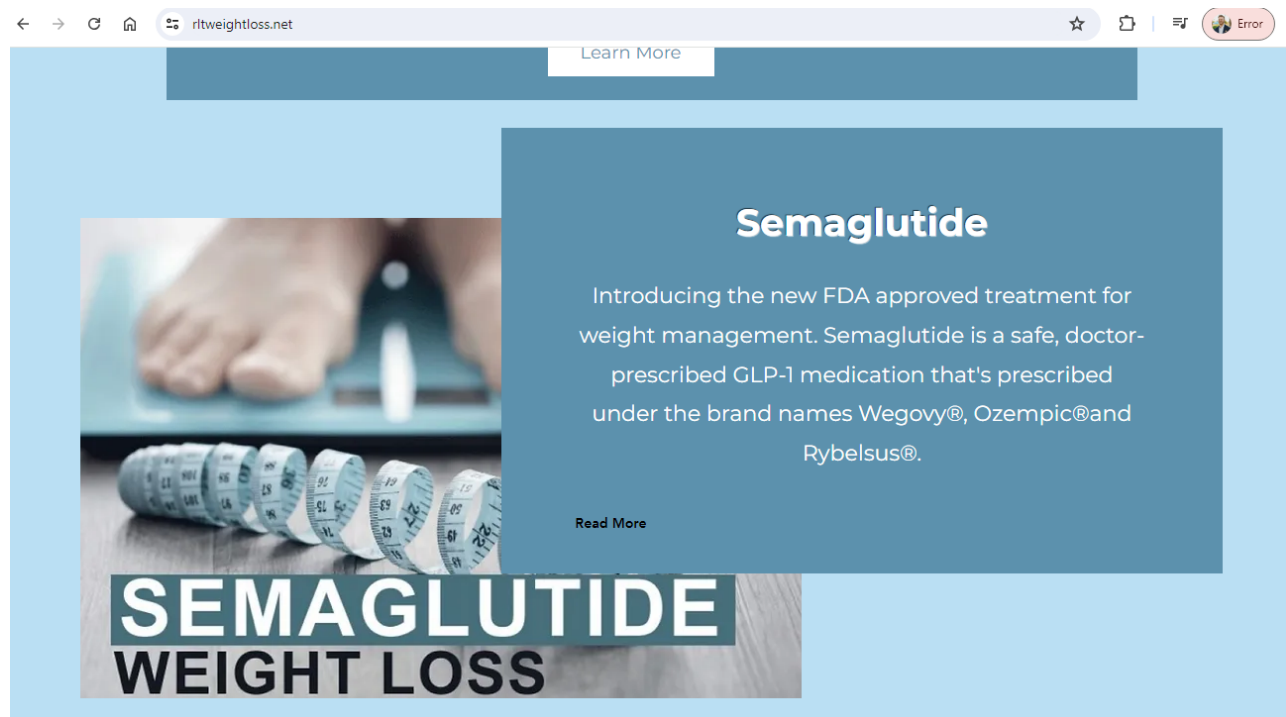 rltweightloss.net
Error
Learn More
Semaglutide
Introducing the new FDA approved treatment for
weight management. Semaglutide is a safe, doctor-
prescribed GLP-1 medication that's prescribed
under the brand names Wegovy®, Ozempic®and
Rybelsus®.
Read More
SEMAGLUTIDE
WEIGHT LOSS